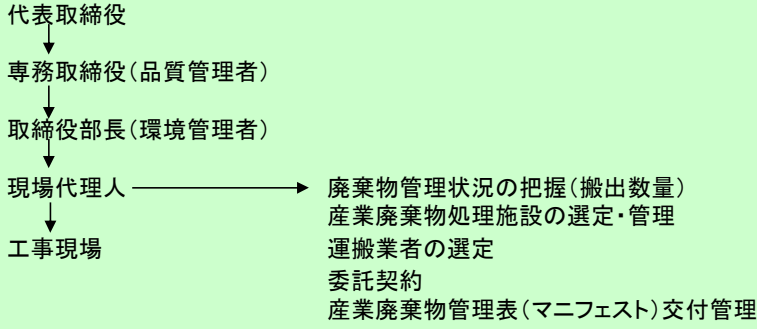 代表取締役
専務取締役(品質管理者)
取締役部長(環境管理者)
現場代理人
廃棄物管理状況の把握(搬出数量)
産業廃棄物処理施設の選定・管理
工事現場
運搬業者の選定
委託契約
産業廃棄物管理表(マニフェスト)交付管理